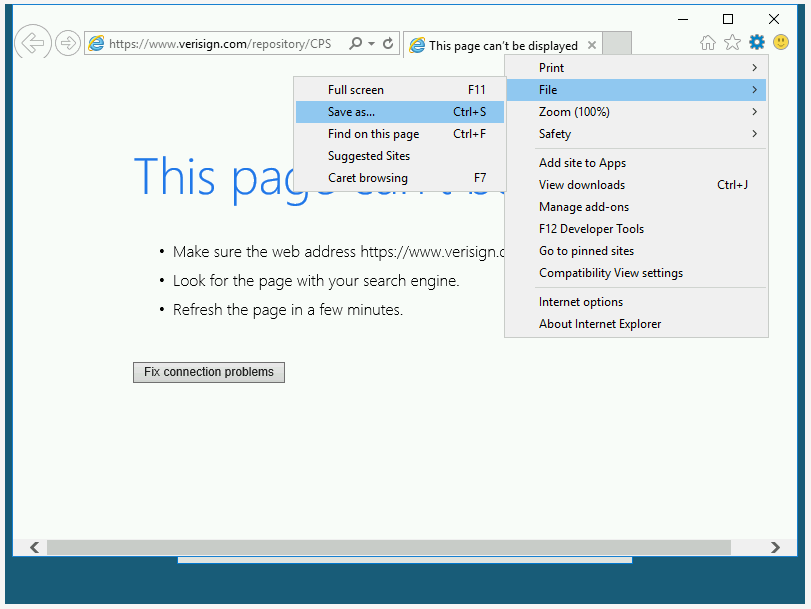 https://www.verisign.com/repository/CPS
This page can't be displayed
Print
File
Zoom (100%)
Safety
Add site to Apps
View downloads Ctrl+J
Manage add-ons
F12 Developer Tools
Go to pinned sites
Compatibility View settings
Internet options
About Internet Explorer
Full screen F11
Save as... Ctrl+S
Find on this page Ctrl+F
Suggested Sites
Caret browsing F7
This page can't be
• Make sure the web address https://www.verisign.c
• Look for the page with your search engine.
• Refresh the page in a few minutes.
Fix connection problems